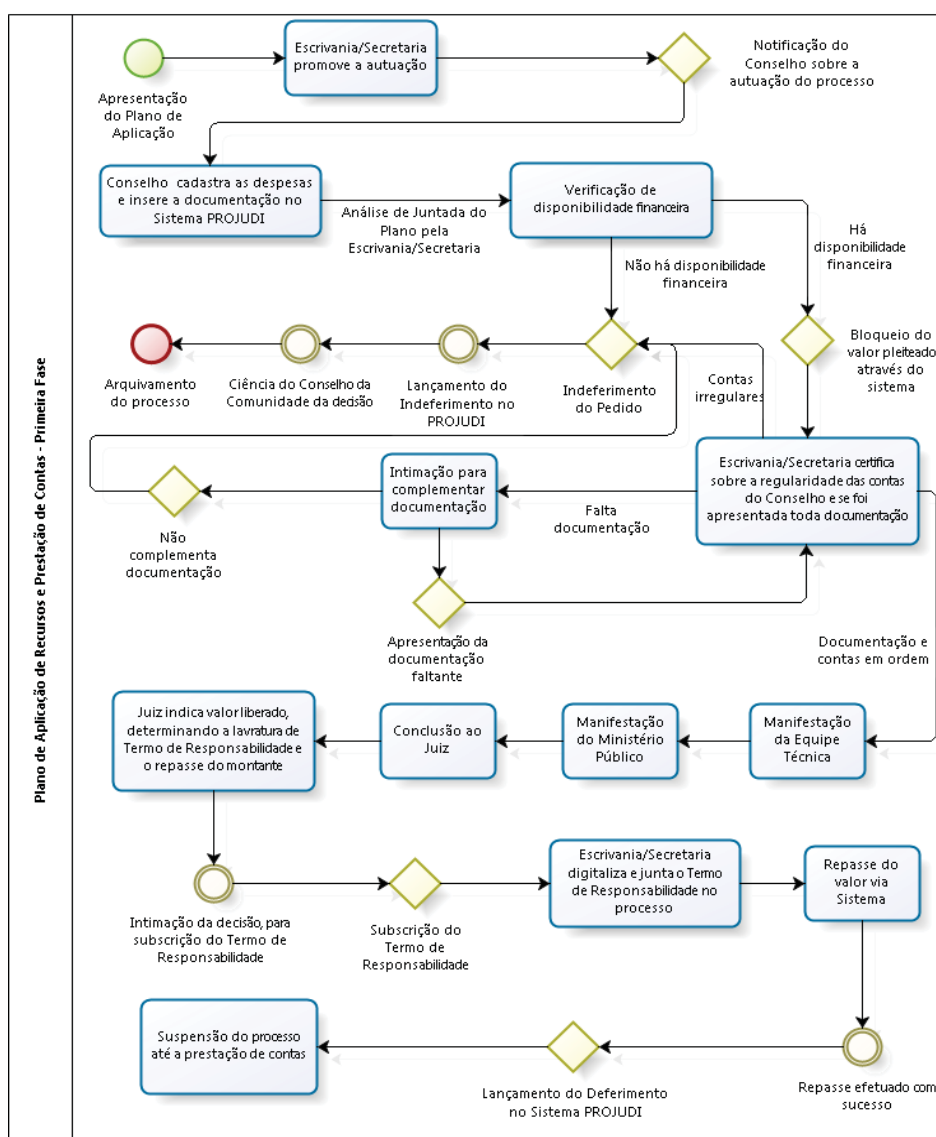 Plano de Aplicação de Recursos e Prestação de Contas - Primeira Fase
Apresentação
do Plano de
Aplicação
Escrivania/Secretaria
promove a autuação
Notificação do
Conselho sobre a
autuação do processo
Conselho cadastra as despesas
e insere a documentação no
Sistema PROJUDI
Análise de Juntada do
Plano pela
Escrivania/Secretaria
Verificação de
disponibilidade financeira
Há
disponibilidade
financeira
Não há disponibilidade
financeira
Arquivamento
do processo
Ciência do Conselho da
Comunidade da decisão
Lançamento do
Indeferimento no
PROJUDI
Indeferimento
do Pedido
Contas
irregulares
Bloqueio do
valor pleiteado
através do
sistema
Não
complementa
documentação
Intimação para
complementar
documentação
Falta
documentação
Escrivania/Secretaria certifica
sobre a regularidade das contas
do Conselho e se foi
apresentada toda documentação
Apresentação da
documentação
faltante
Documentação e
contas em ordem
Juiz indica valor liberado,
determinando a lavratura de
Termo de Responsabilidade e
o repasse do montante
Conclusão ao
Juiz
Manifestação
do Ministério
Público
Manifestação
da Equipe
Técnica
Intimação da decisão, para
subscrição do Termo de
Responsabilidade
Subscrição do
Termo de
Responsabilidade
Escrivania/Secretaria
digitaliza e junta o Termo
de Responsabilidade no
processo
Repasse do
valor via
Sistema
Suspensão do processo
até a prestação de contas
Lançamento do Deferimento
no Sistema PROJUDI
Repasse efetuado com
sucesso